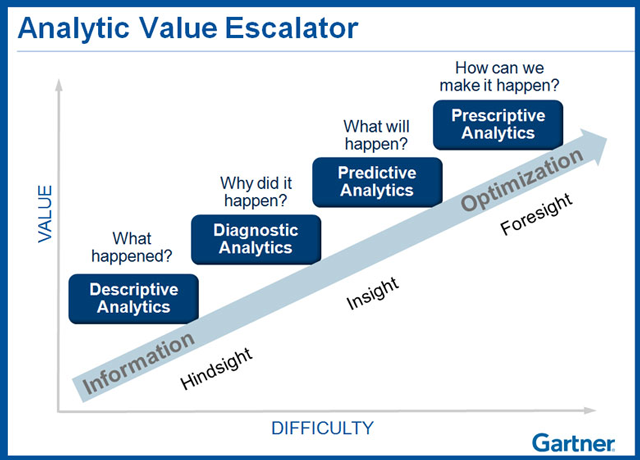 Analytic Value Escalator
How can we
make it happen?
Prescriptive
Analytics
What will
happen?
Predictive
Analytics
Why did it
happen?
Diagnostic
Analytics
What
happened?
Descriptive
Analytics
VALUE
Information
Optimization
Hindsight
Insight
Foresight
DIFFICULTY
Gartner